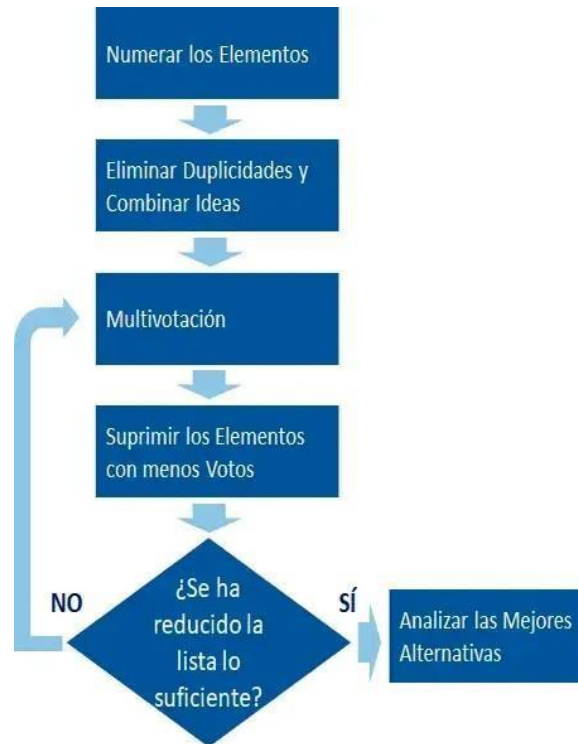 Numerar los Elementos
Eliminar Duplicidades y
Combinar Ideas
Multivotación
Suprimir los Elementos
con menos Votos
¿Se ha
reducido la
lista lo
suficiente?
NO
SÍ
Analizar las Mejores
Alternativas